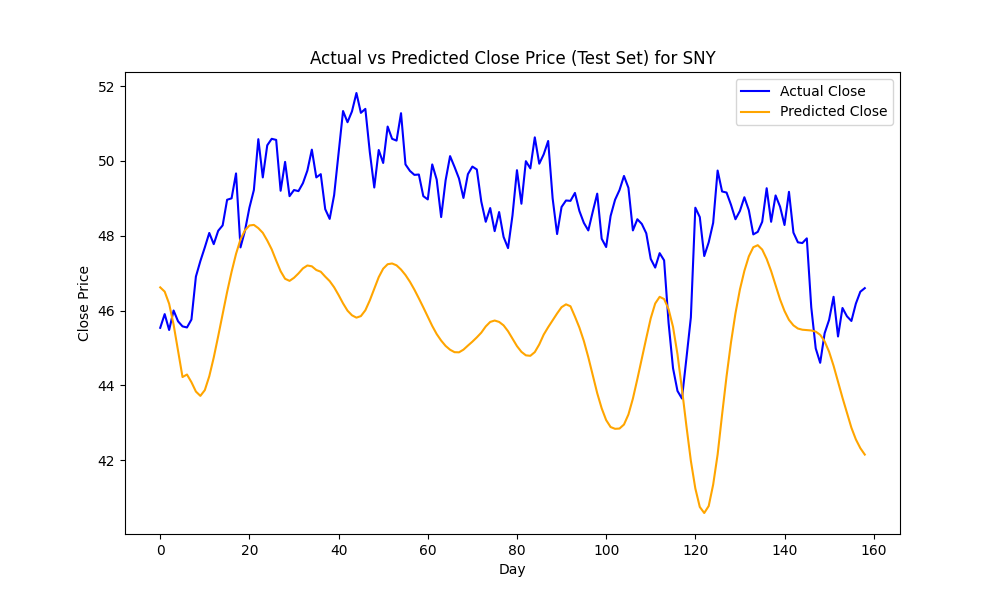 Actual vs Predicted Close Price (Test Set) for SNY
Actual Close
Predicted Close
Close Price
52
50
48
46
44
42
0 20 40 60 80 100 120 140 160
Day